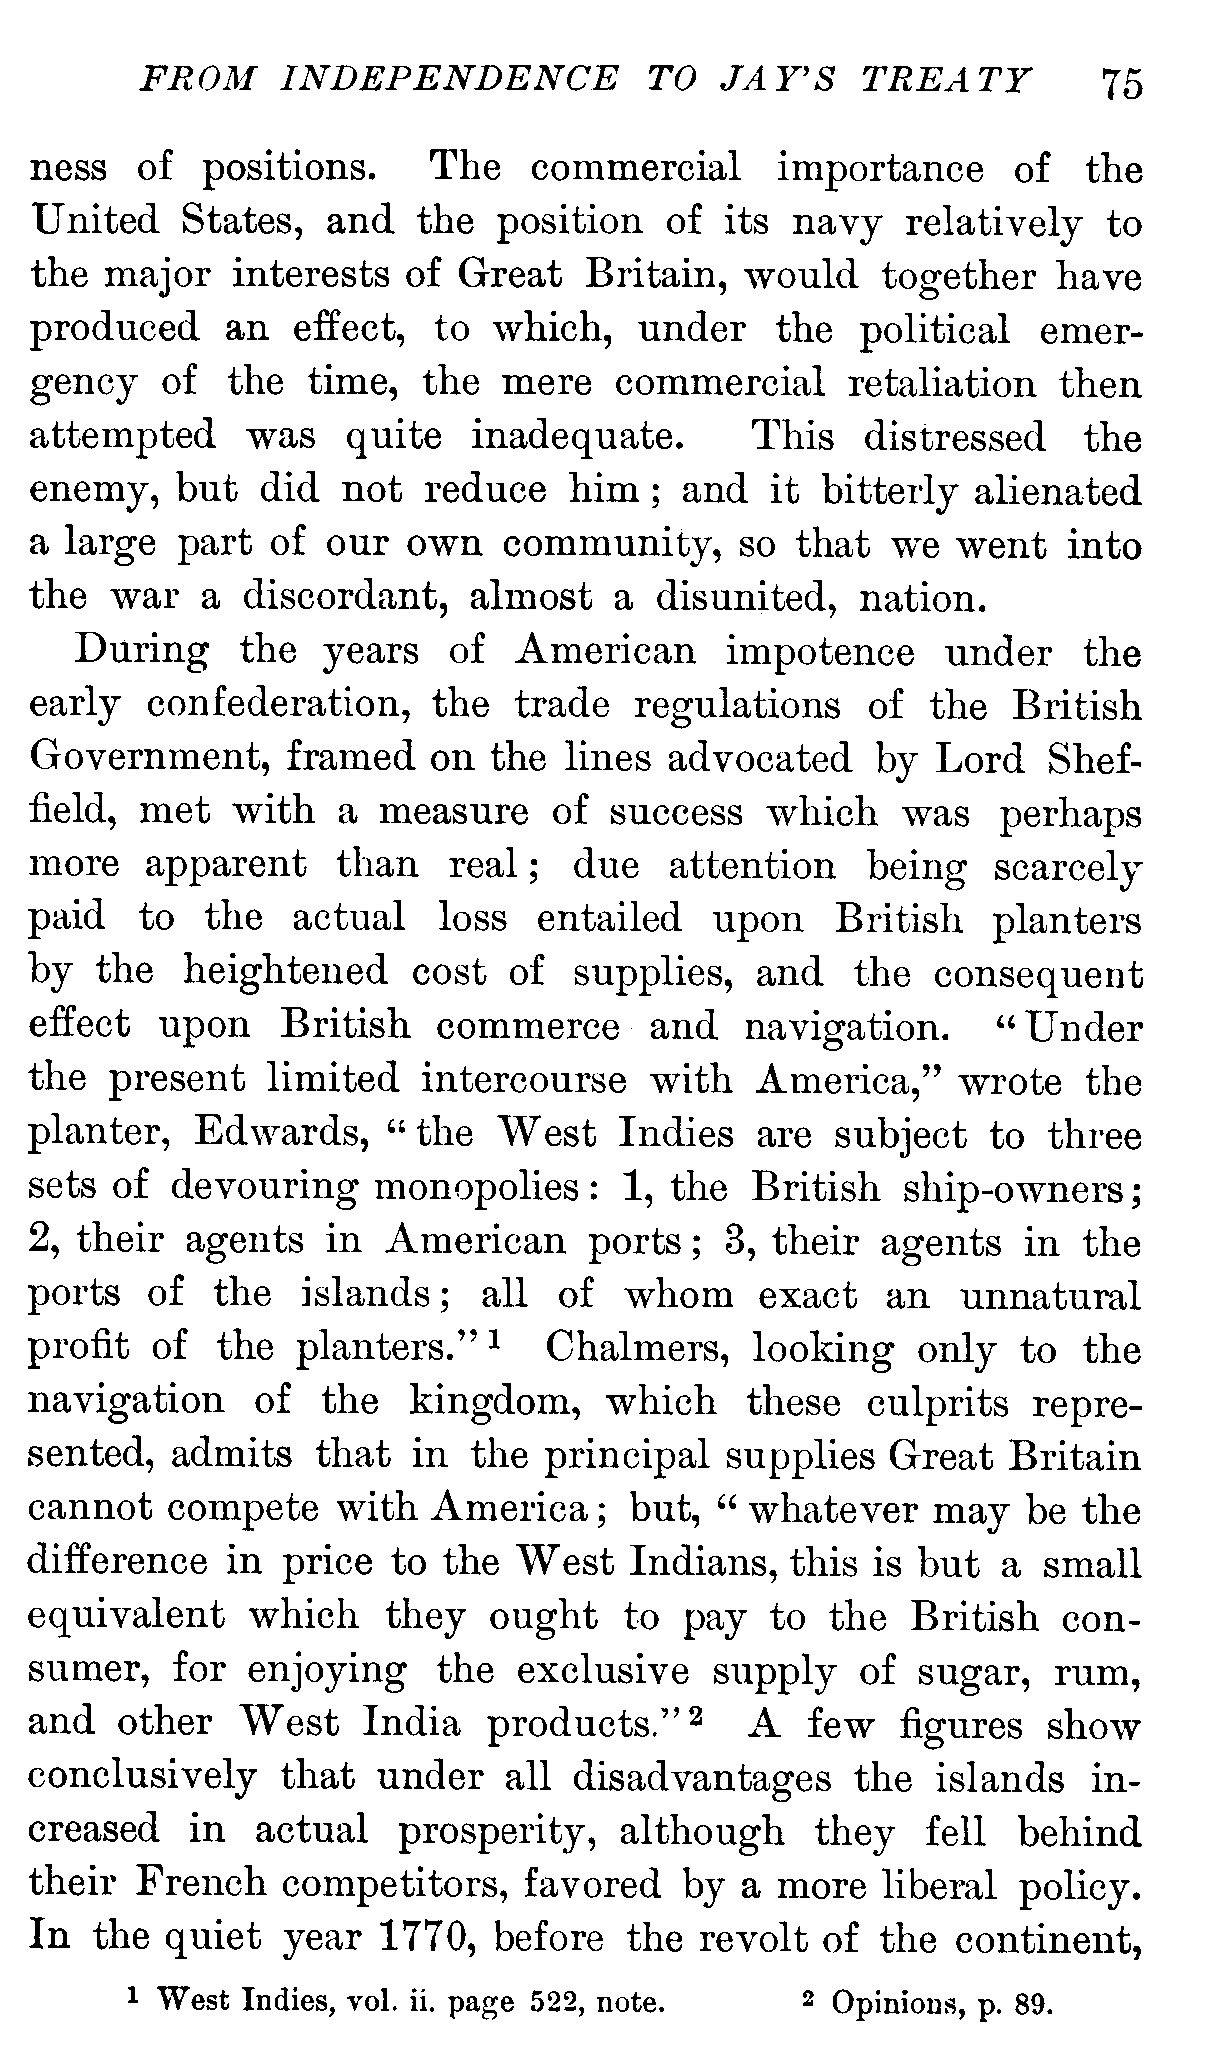 FROM INDEPENDENCE TO JAY'S TREATY 75
ness of positions. The commercial importance of the
United States, and the position of its navy relatively to
the major interests of Great Britain, would together have
produced an effect, to which, under the political emer-
gency of the time, the mere commercial retaliation then
attempted was quite inadequate. This distressed the
enemy, but did not reduce him; and it bitterly alienated
a large part of our own community, so that we went into
the war a discordant, almost a disunited, nation.
During the years of American impotence under the
early confederation, the trade regulations of the British
Government, framed on the lines advocated by Lord Shef-
field, met with a measure of success which was perhaps
more apparent than real; due attention being scarcely
paid to the actual loss entailed upon British planters
by the heightened cost of supplies, and the consequent
effect upon British commerce and navigation. "Under
the present limited intercourse with America," wrote the
planter, Edwards, "the West Indies are subject to three
sets of devouring monopolies: 1, the British ship-owners;
2, their agents in American ports; 3, their agents in the
ports of the islands; all of whom exact an unnatural
profit of the planters."¹ Chalmers, looking only to the
navigation of the kingdom, which these culprits repre-
sented, admits that in the principal supplies Great Britain
cannot compete with America; but, "whatever may be the
difference in price to the West Indians, this is but a small
equivalent which they ought to pay to the British con-
sumer, for enjoying the exclusive supply of sugar, rum,
and other West India products."² A few figures show
conclusively that under all disadvantages the islands in-
creased in actual prosperity, although they fell behind
their French competitors, favored by a more liberal policy.
In the quiet year 1770, before the revolt of the continent,
¹ West Indies, vol. ii. page 522, note. ² Opinions, p. 89.